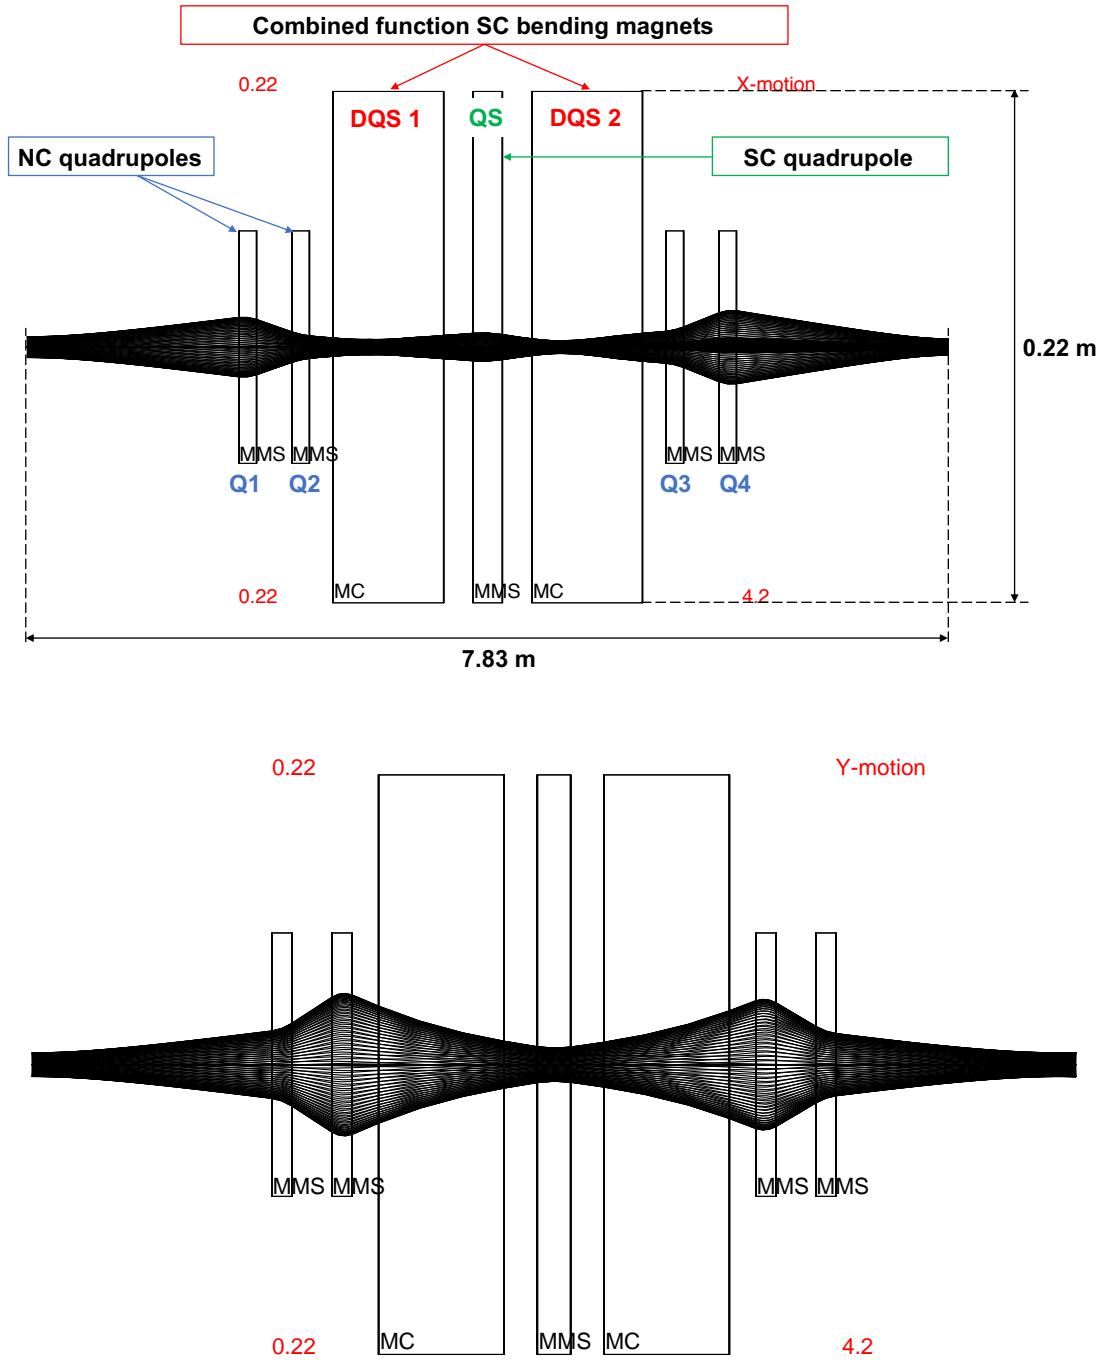 Combined function SC bending magnets
0.22
X-motion
DQS 1
QS
DQS 2
NC quadrupoles
SC quadrupole
0.22 m
MMS
MMS
MMS
MMS
Q1
Q2
Q3
Q4
MC
MMS
MC
0.22
4.2
7.83 m
0.22
Y-motion
MMS
MMS
MMS
MMS
MC
MMS
MC
0.22
4.2